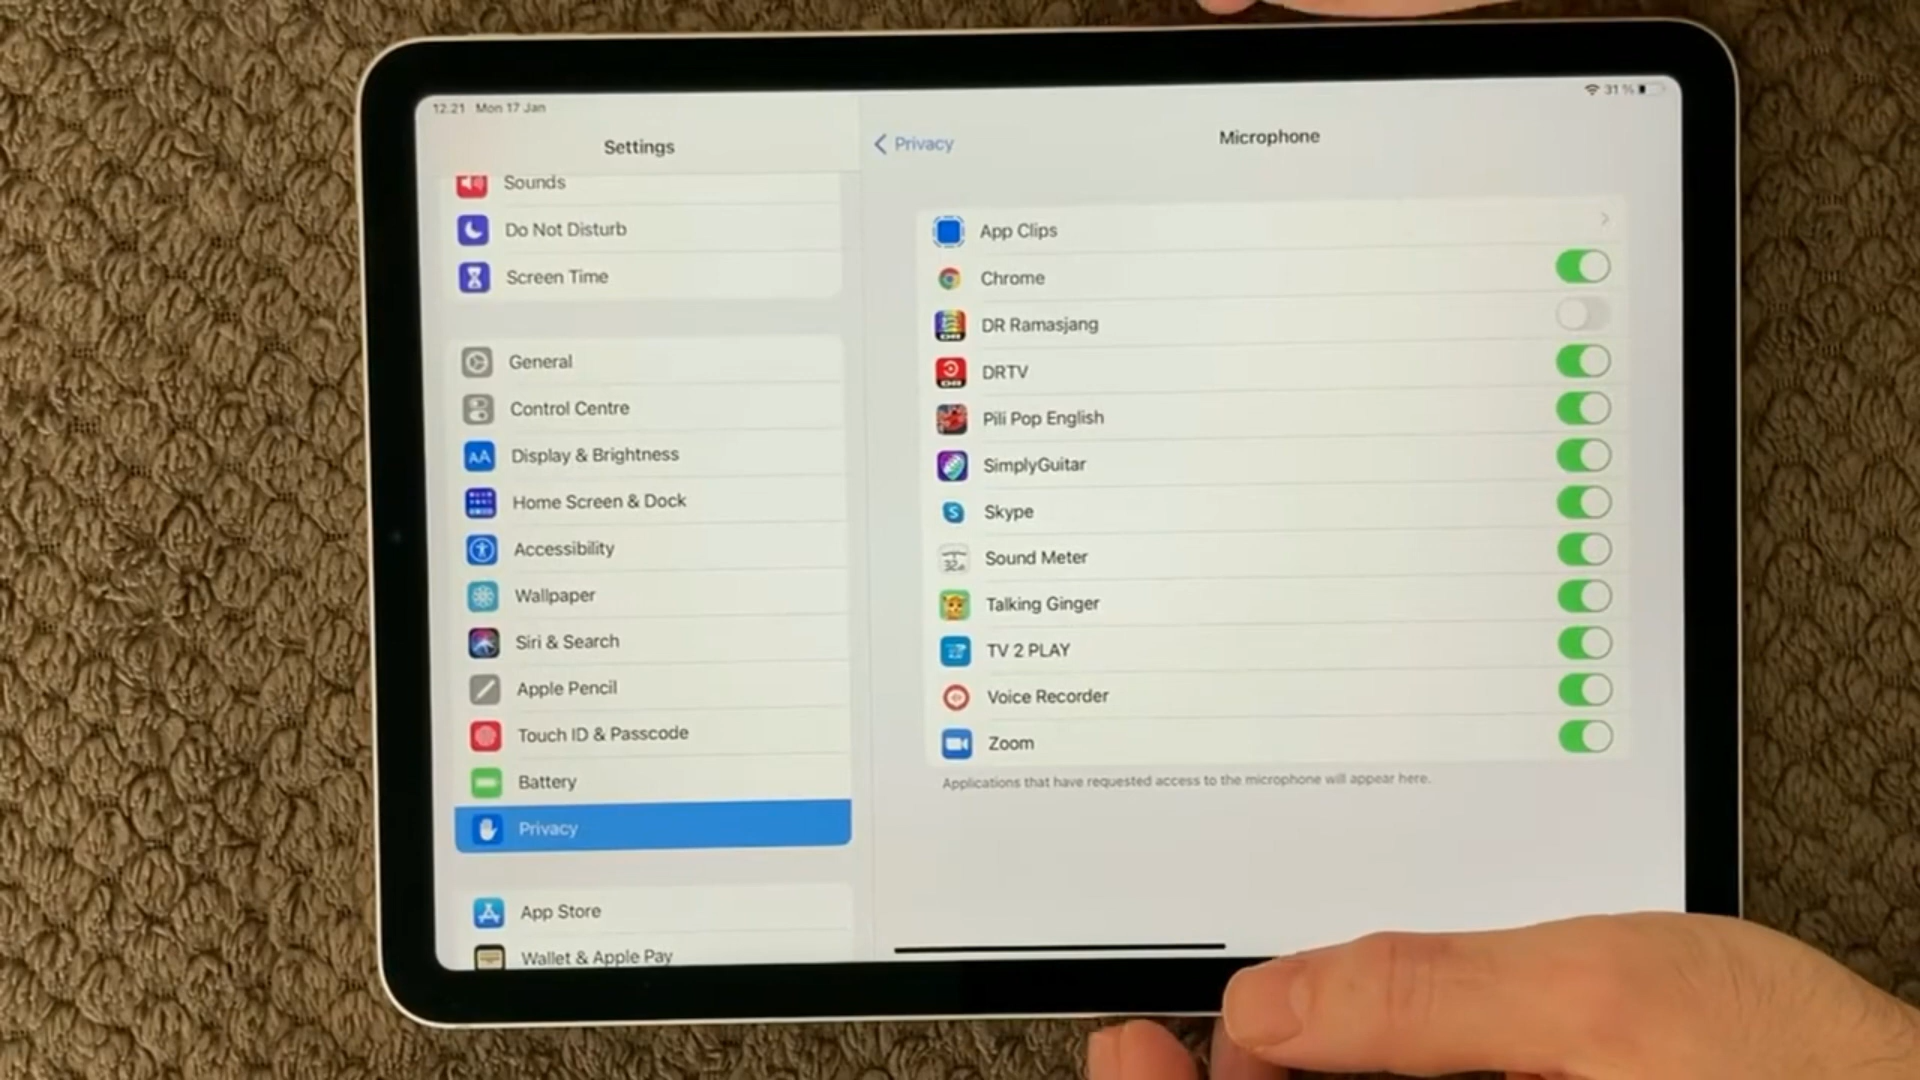 12.21 Mon 17 Jan
31 %
Settings
Sounds
Do Not Disturb
Screen Time
General
Control Centre
AA
Display & Brightness
Home Screen & Dock
Accessibility
Wallpaper
Siri & Search
Apple Pencil
Touch ID & Passcode
Battery
Privacy
App Store
Wallet & Apple Pay
Privacy
Microphone
App Clips
Chrome
DR Ramasjang
DRTV
Pili Pop English
SimplyGuitar
S
Skype
Sound Meter
Talking Ginger
TV 2 PLAY
Voice Recorder
Zoom
Applications that have requested access to the microphone will appear here.